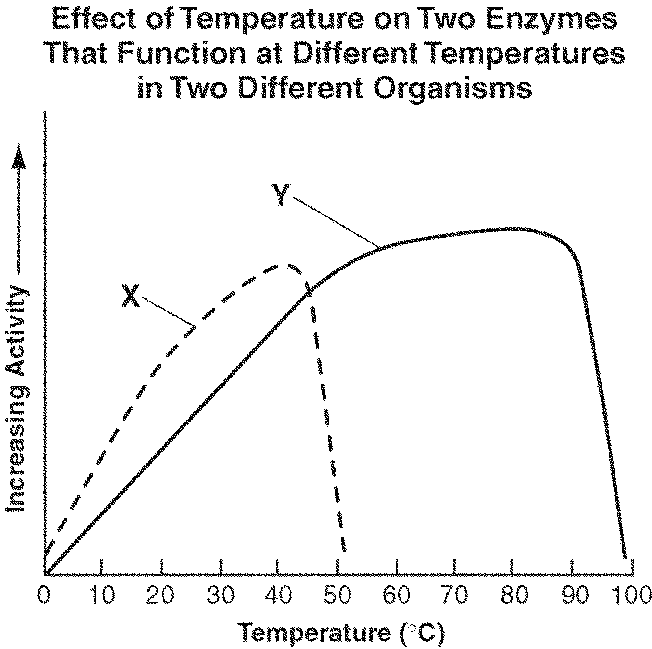 Effect of Temperature on Two Enzymes
That Function at Different Temperatures
in Two Different Organisms
Increasing Activity
X
Y
0 10 20 30 40 50 60 70 80 90 100
Temperature (°C)